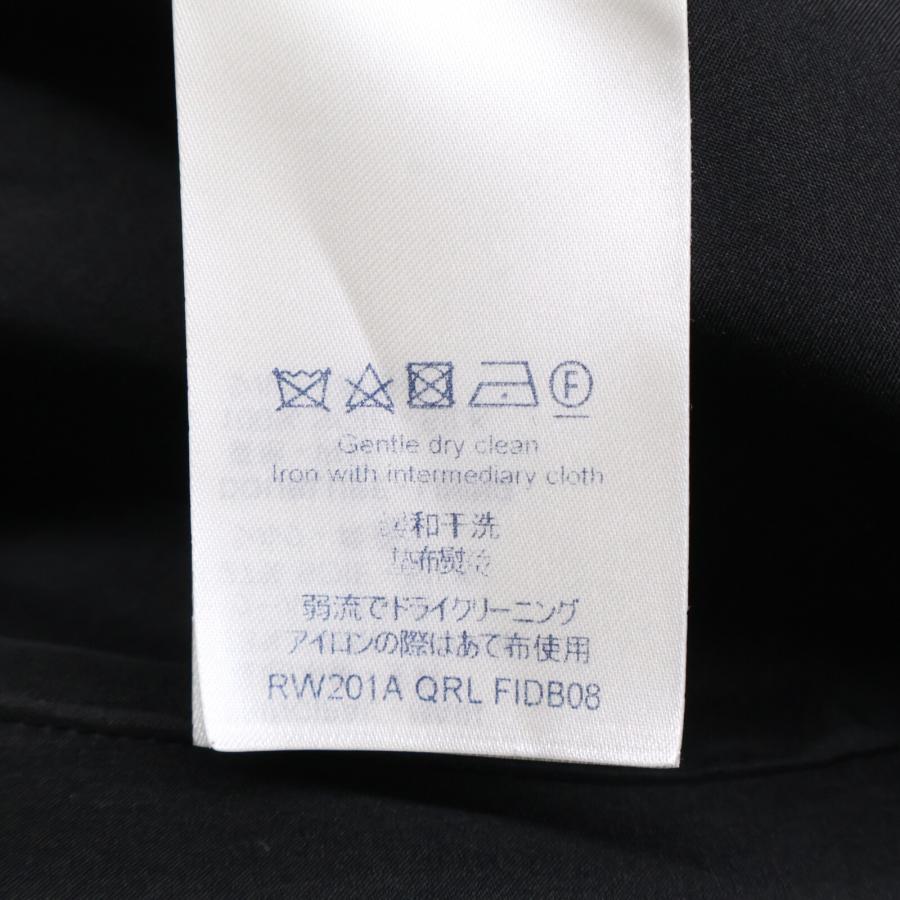 F
Gentle dry clean
Iron with intermediary cloth
缓和干洗
垫布熨烫
弱流でドライクリーニング
アイロンの際はあて布使用
RW201A QRL FIDB08